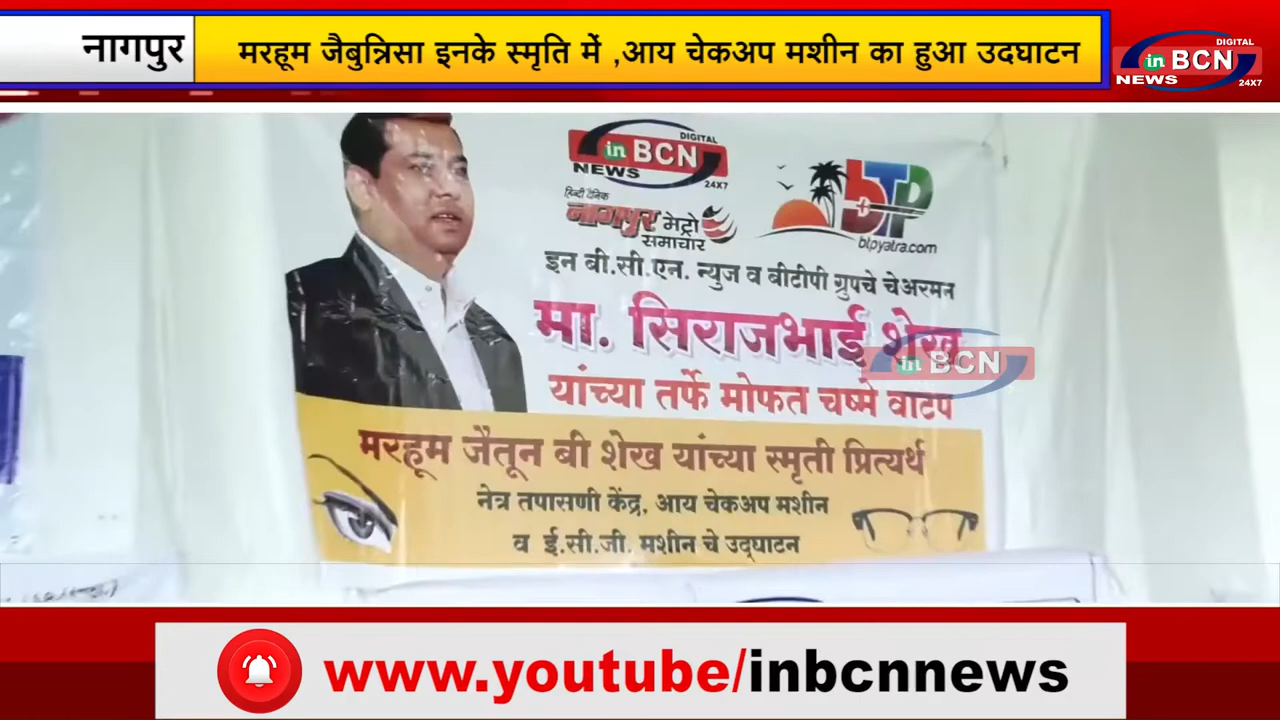 नागपुर
मरहूम जैबुन्निसा इनके स्मृति में ,आय चेकअप मशीन का हुआ उदघाटन
DIGITAL
in BCN
NEWS
24X7
DIGITAL
in BCN
NEWS
24X7
हिन्दी दैनिक
नागपुर मेट्रो
समाचार
bTP
btpyatra.com
इन बी.सी.एन. न्युज व बीटीपी ग्रुपचे चेअरमन
मा. सिराजभाई शेख
in BCN
यांच्या तर्फे मोफत चष्मे वाटप
मरहूम जैतून बी शेख यांच्या स्मृती प्रित्यर्थ
नेत्र तपासणी केंद्र, आय चेकअप मशीन
व ई.सी.जी. मशीन चे उद्घाटन
www.youtube/inbcnnews